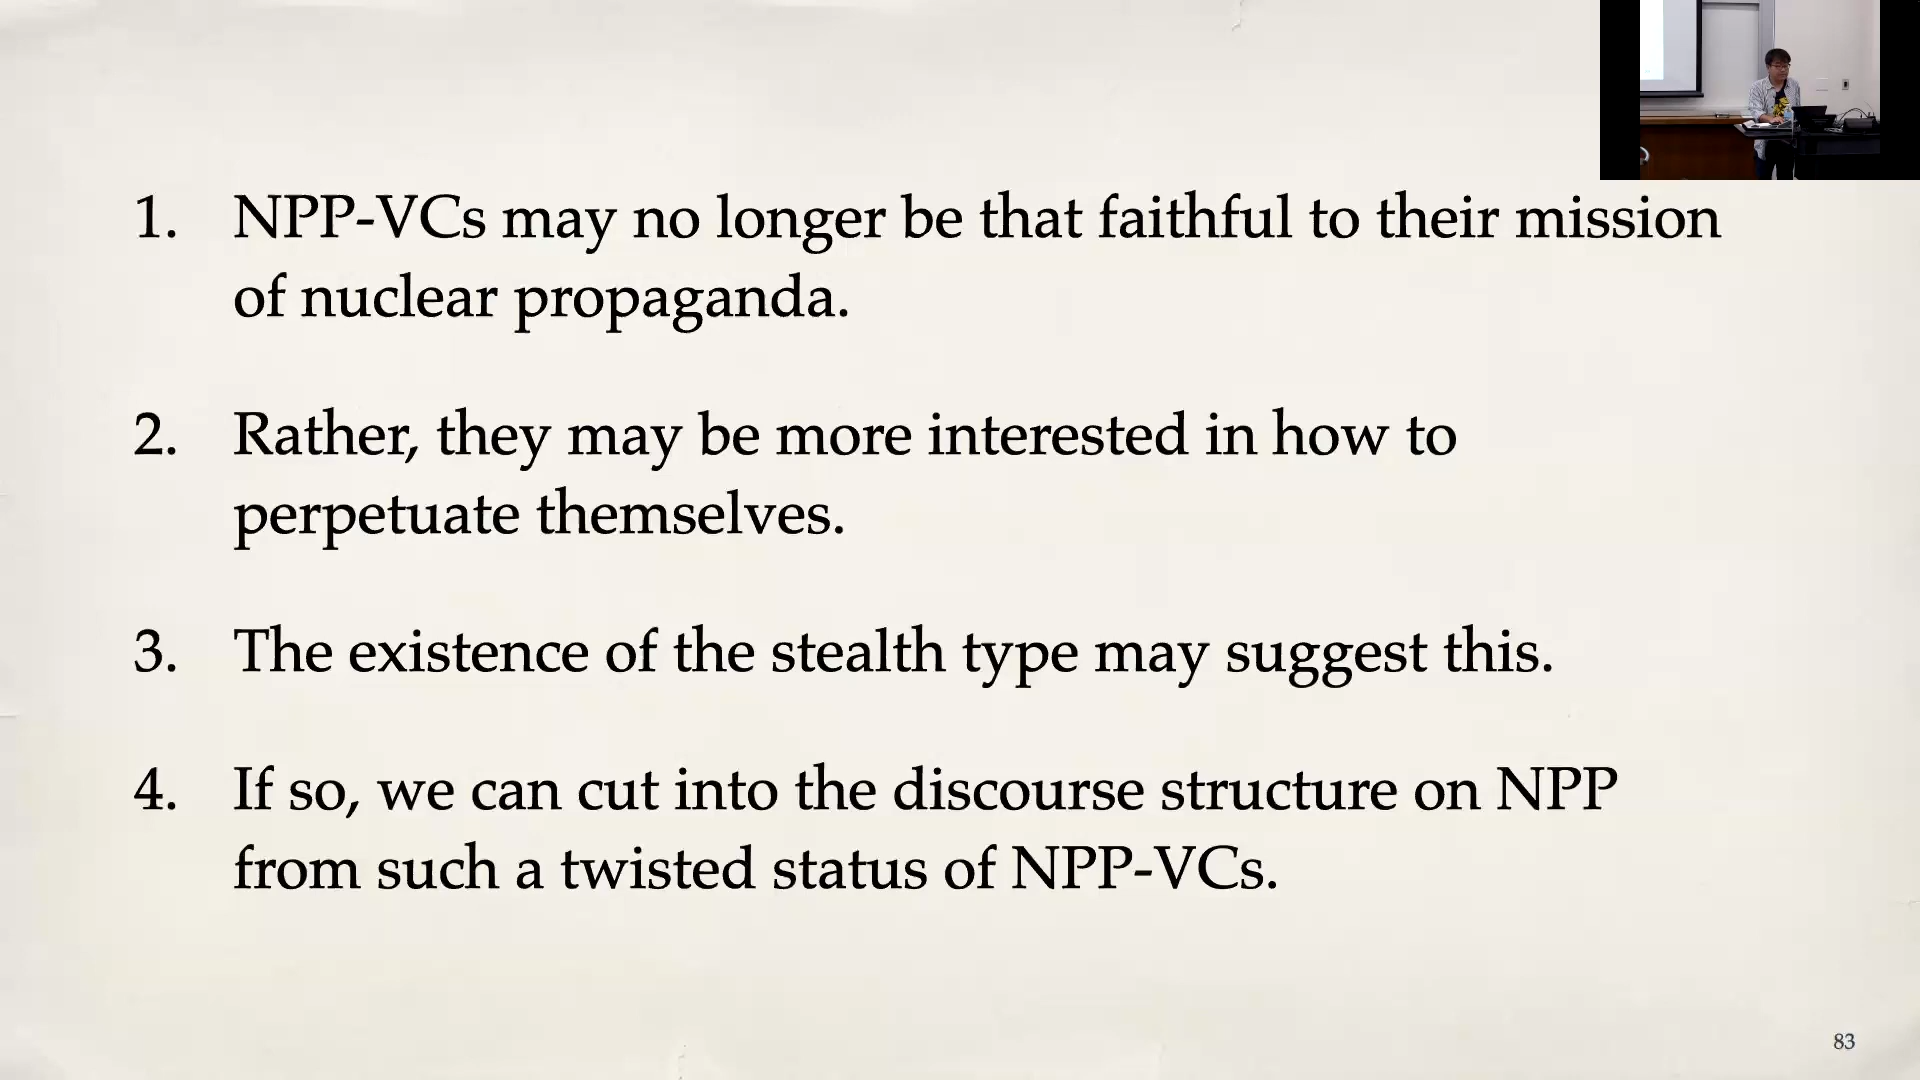 1. NPP-VCs may no longer be that faithful to their mission
of nuclear propaganda.
2. Rather, they may be more interested in how to
perpetuate themselves.
3. The existence of the stealth type may suggest this.
4. If so, we can cut into the discourse structure on NPP
from such a twisted status of NPP-VCs.
83